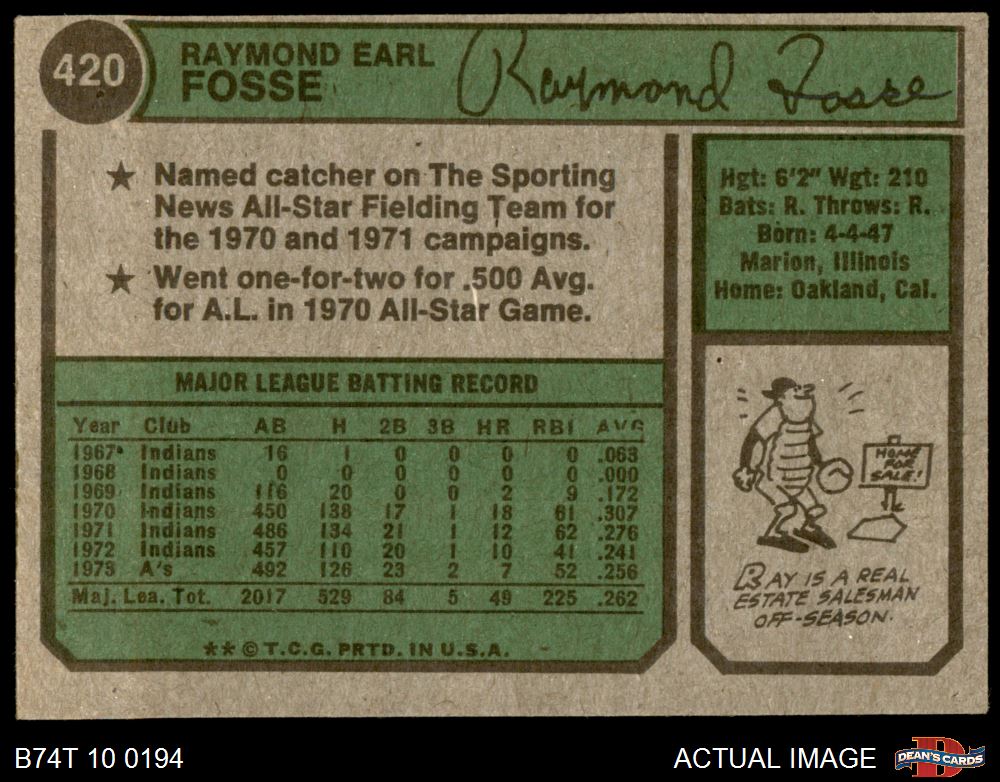 420
RAYMOND EARL
FOSSE
Raymond Fosse
★ Named catcher on The Sporting
News All-Star Fielding Team for
the 1970 and 1971 campaigns.
★ Went one-for-two for .500 Avg.
for A.L. in 1970 All-Star Game.
Hgt: 6'2" Wgt: 210
Bats: R. Throws: R.
Born: 4-4-47
Marion, Illinois
Home: Oakland, Cal.
MAJOR LEAGUE BATTING RECORD
Year Club AB H 2B 3B HR RBI AVG
1967* Indians 16 1 0 0 0 0 .063
1968 Indians 0 0 0 0 0 0 .000
1969 Indians 116 20 0 0 2 9 .172
1970 Indians 450 138 17 1 18 61 .307
1971 Indians 486 134 21 1 12 62 .276
1972 Indians 457 110 20 1 10 41 .241
1973 A's 492 126 23 2 7 52 .256
Maj. Lea. Tot. 2017 529 84 5 49 225 .262
** © T.C.G. PRTD. IN U.S.A.
HOME
FOR
SALE!
RAY IS A REAL
ESTATE SALESMAN
OFF-SEASON.
B74T 10 0194
ACTUAL IMAGE
D
DEAN'S CARDS